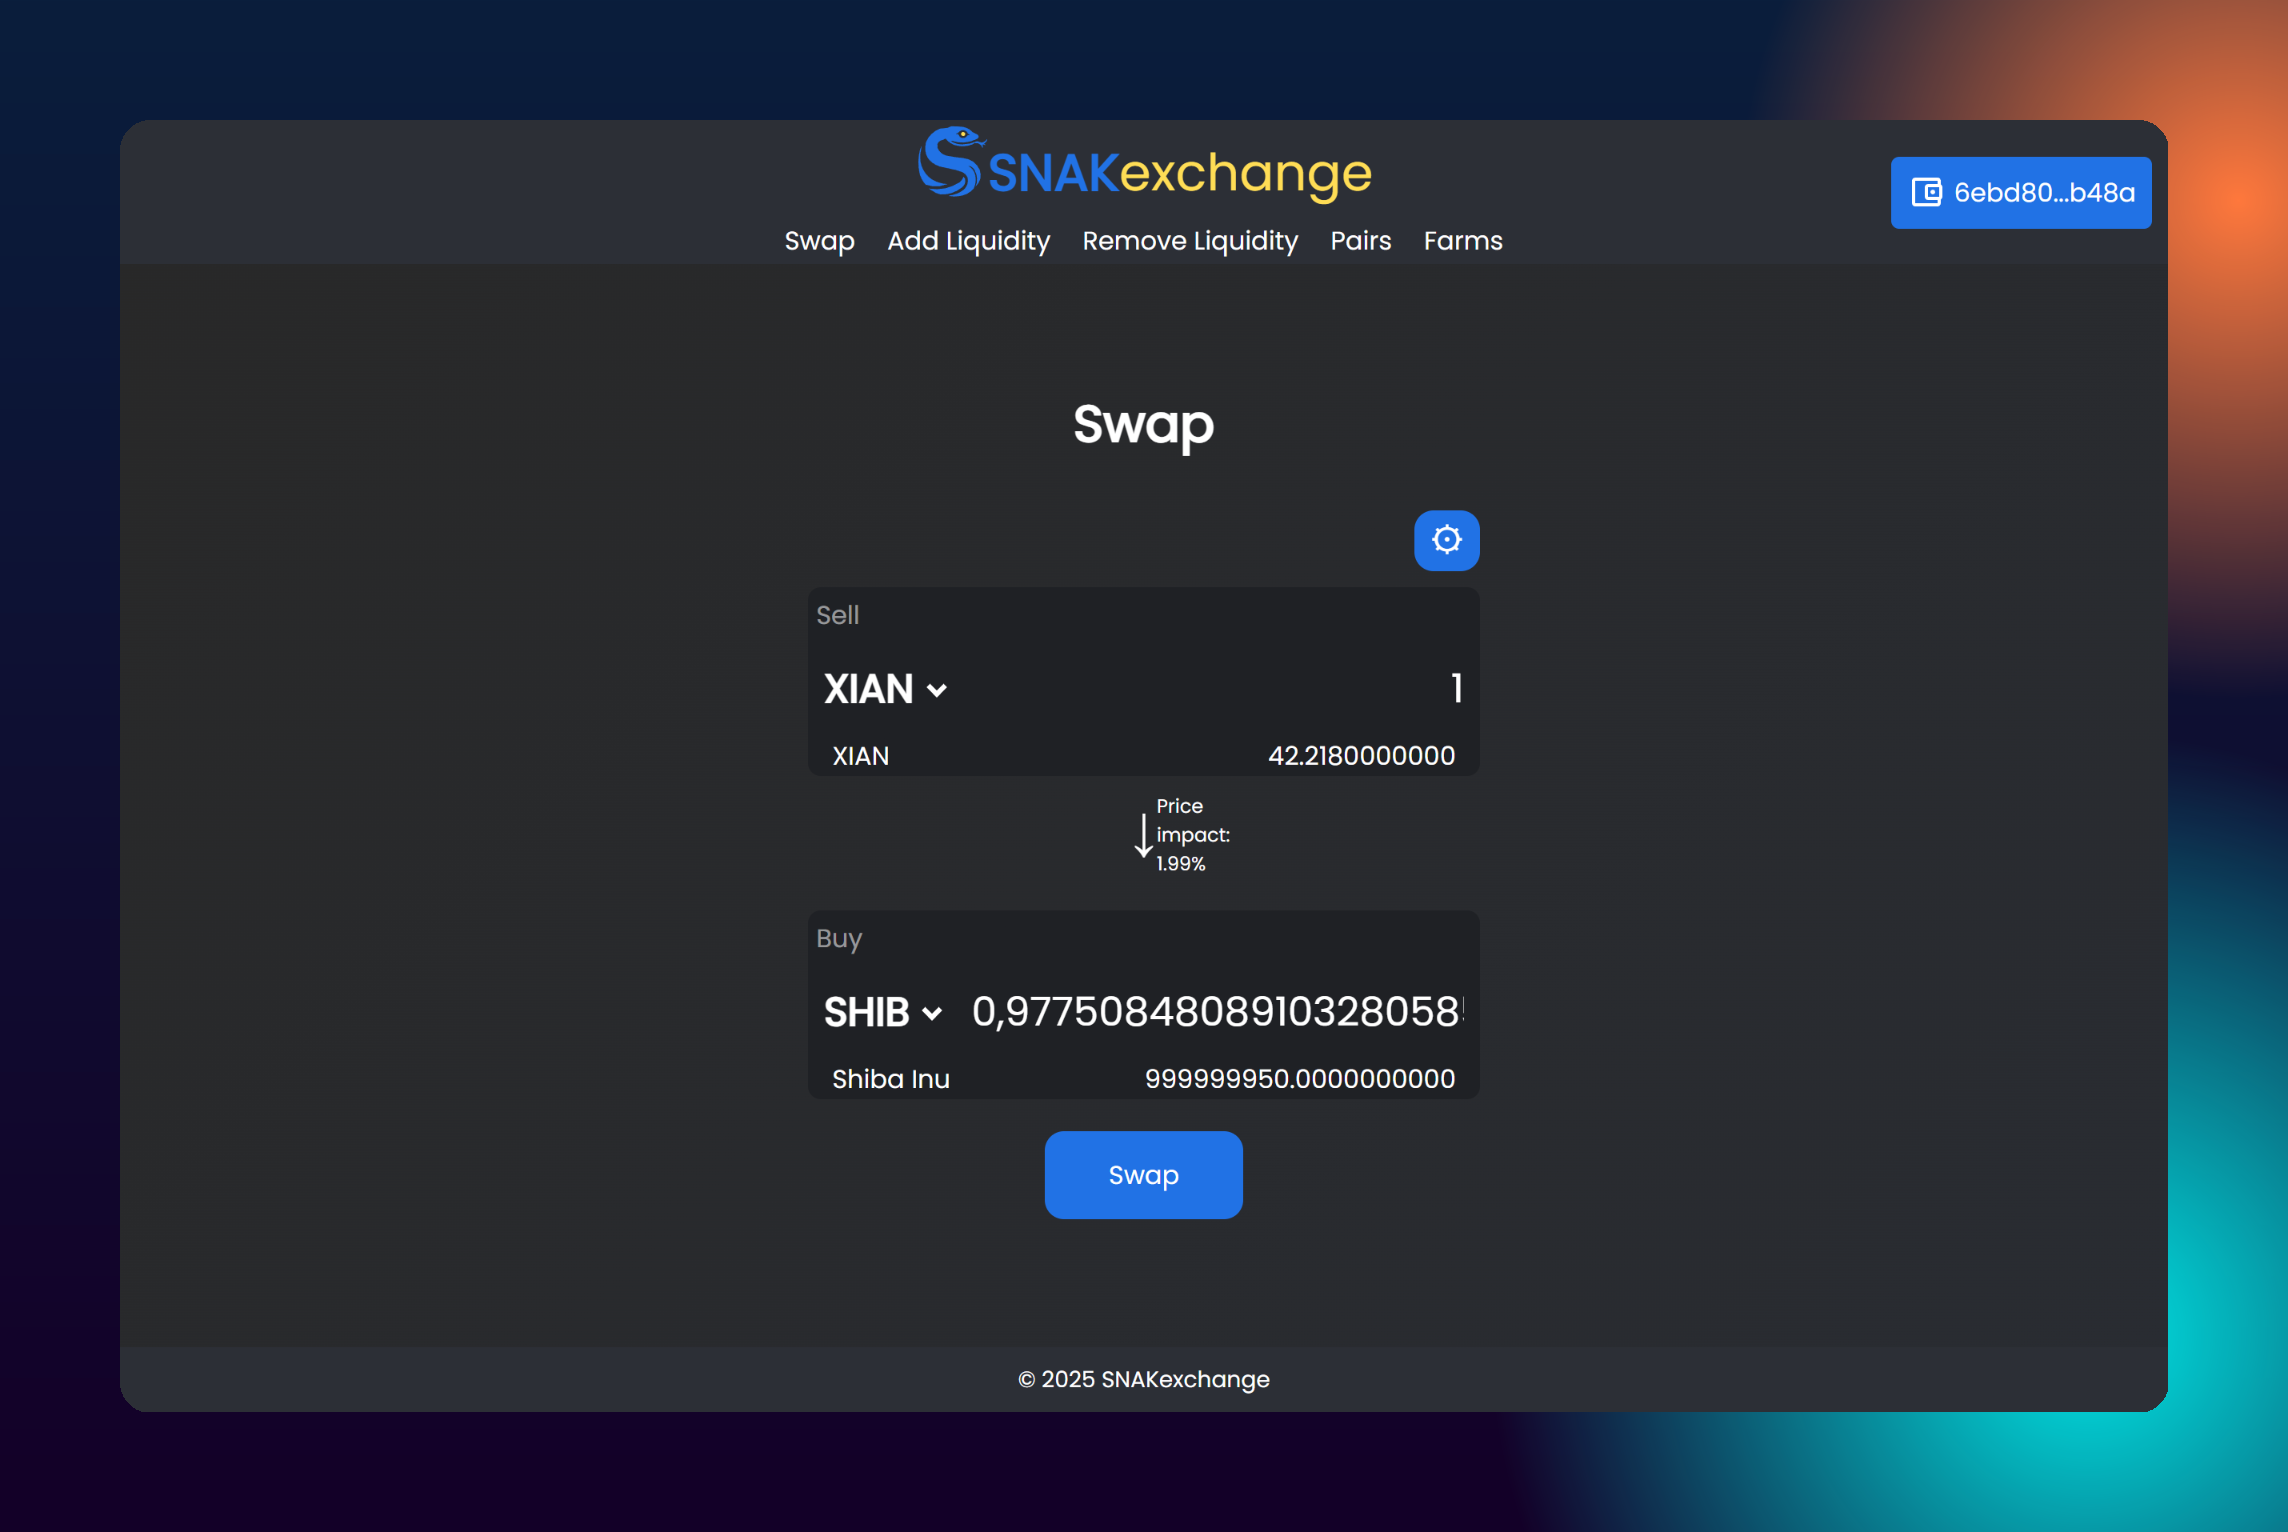 SNAKexchange
6ebd80...b48a
Swap Add Liquidity Remove Liquidity Pairs Farms
Swap
Sell
XIAN 1
XIAN 42.2180000000
Price
impact:
1.99%
Buy
SHIB 0,9775084808910328058
Shiba Inu 999999950.0000000000
Swap
© 2025 SNAKexchange